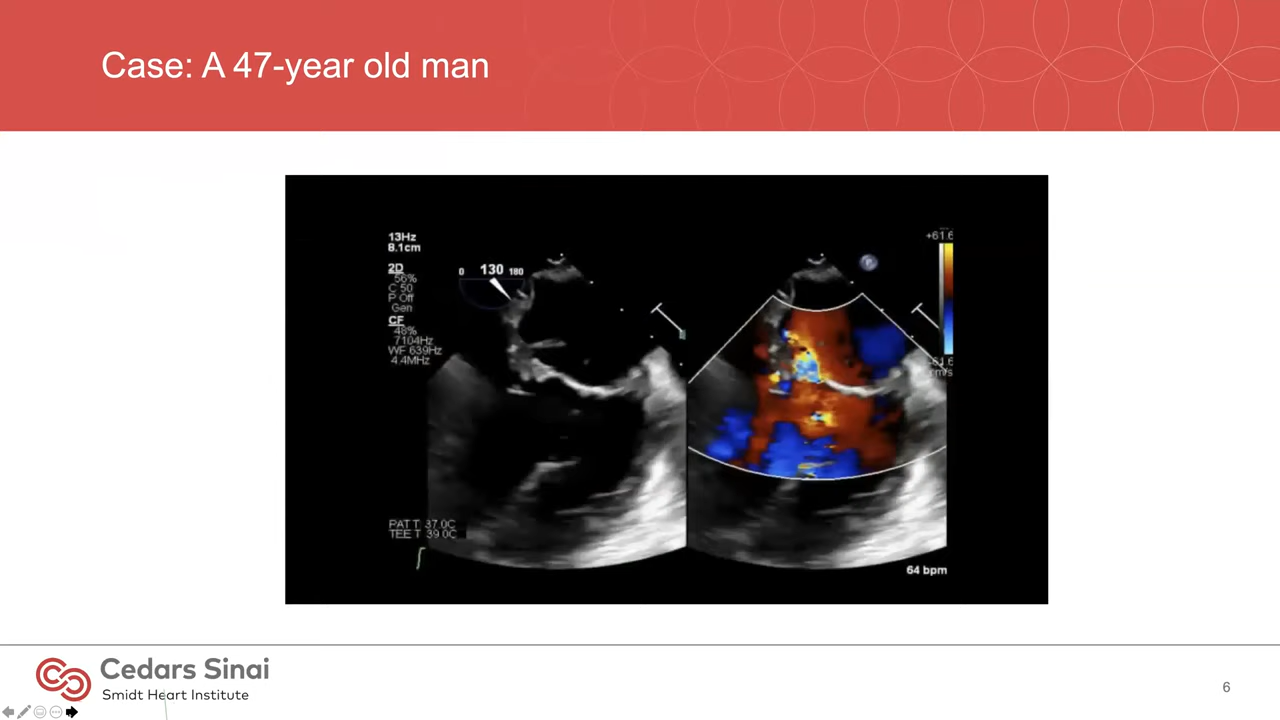 Case: A 47-year old man
13Hz
8.1cm
2D
56%
C 50
P Off
Gen
CF
48%
7104Hz
WF 639Hz
4.4MHz
0 130 180
+61.6
-61.6
cm/s
PAT T: 37.0C
TEE T: 39.0C
64 bpm
Cedars Sinai
Smidt Heart Institute
6